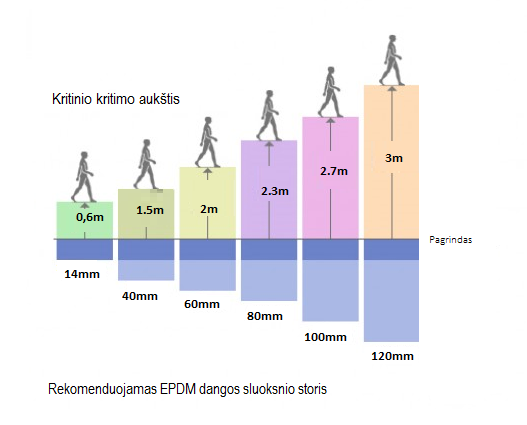 Kritinio kritimo aukštis
0,6m
1.5m
2m
2.3m
2.7m
3m
Pagrindas
14mm
40mm
60mm
80mm
100mm
120mm
Rekomenduojamas EPDM dangos sluoksnio storis